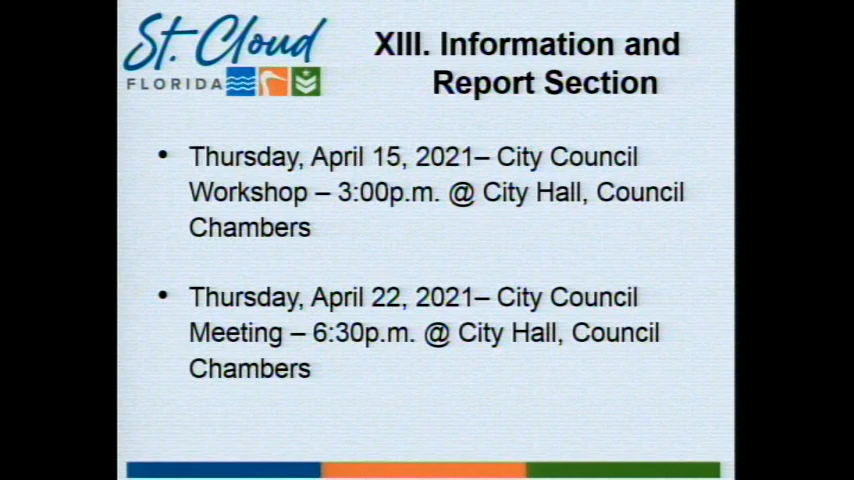 St. Cloud
FLORIDA
XIII. Information and
Report Section
• Thursday, April 15, 2021– City Council
Workshop – 3:00p.m. @ City Hall, Council
Chambers
• Thursday, April 22, 2021– City Council
Meeting – 6:30p.m. @ City Hall, Council
Chambers